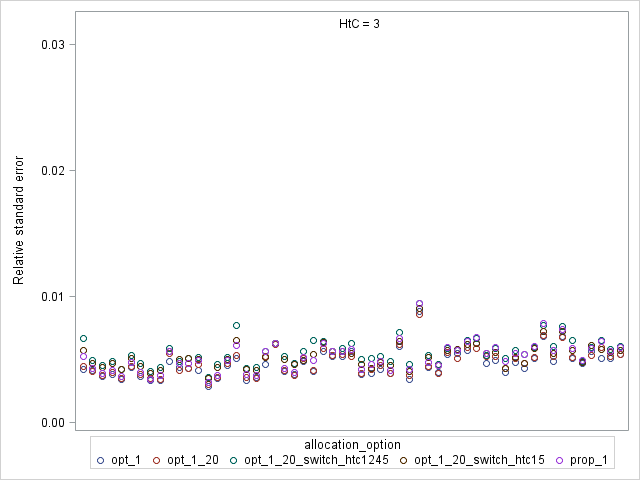 HtC = 3
0.03
0.02
0.01
0.00
Relative standard error
allocation_option
opt_1 opt_1_20 opt_1_20_switch_htc1245 opt_1_20_switch_htc15 prop_1